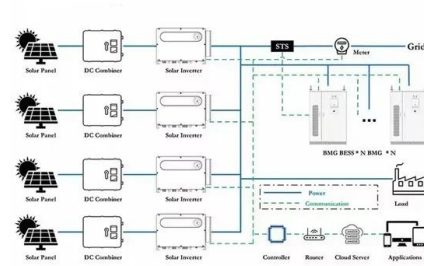 STS
Meter
Grid
Solar Panel DC Combiner Solar Inverter
Solar Panel DC Combiner Solar Inverter
BMG BESS * N BMG * N
Solar Panel DC Combiner Solar Inverter
Power
Communication
Load
Solar Panel DC Combiner Solar Inverter
Controller Router Cloud Server Applications